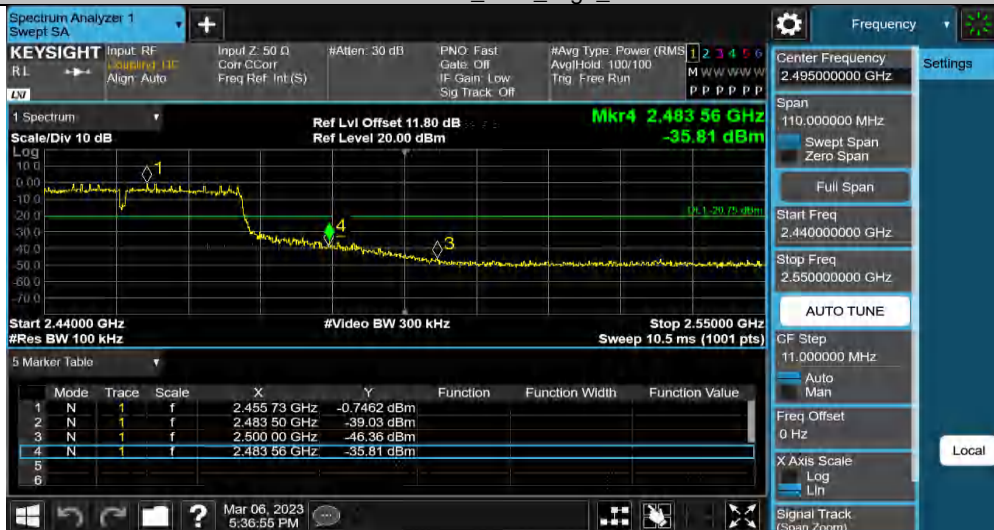 Spectrum Analyzer 1
Swept SA
+
Frequency
KEYSIGHT
RL
LXI
Input: RF
Coupling: DC
Align: Auto
Input Z: 50 Ω
Corr CCorr
Freq Ref: Int (S)
#Atten: 30 dB
PNO: Fast
Gate: Off
IF Gain: Low
Sig Track: Off
#Avg Type: Power (RMS
Avg|Hold: 100/100
Trig: Free Run
1 2 3 4 5 6
M W W W W W
P P P P P P
1 Spectrum
Scale/Div 10 dB
Ref Lvl Offset 11.80 dB
Ref Level 20.00 dBm
Mkr4 2.483 56 GHz
-35.81 dBm
Log
10.0
0.00
-10.0
-20.0
-30.0
-40.0
-50.0
-60.0
-70.0
1
4
3
DL1 -20.75 dBm
Start 2.44000 GHz
#Res BW 100 kHz
#Video BW 300 kHz
Stop 2.55000 GHz
Sweep 10.5 ms (1001 pts)
5 Marker Table
Mode Trace Scale X Y Function Function Width Function Value
1 N 1 f 2.455 73 GHz -0.7462 dBm
2 N 1 f 2.483 50 GHz -39.03 dBm
3 N 1 f 2.500 00 GHz -46.36 dBm
4 N 1 f 2.483 56 GHz -35.81 dBm
5
6
?
Mar 06, 2023
5:36:55 PM
Center Frequency
2.495000000 GHz
Span
110.000000 MHz
Swept Span
Zero Span
Full Span
Start Freq
2.440000000 GHz
Stop Freq
2.550000000 GHz
AUTO TUNE
CF Step
11.000000 MHz
Auto
Man
Freq Offset
0 Hz
X Axis Scale
Log
Lin
Signal Track
(Span Zoom)
Settings
Local